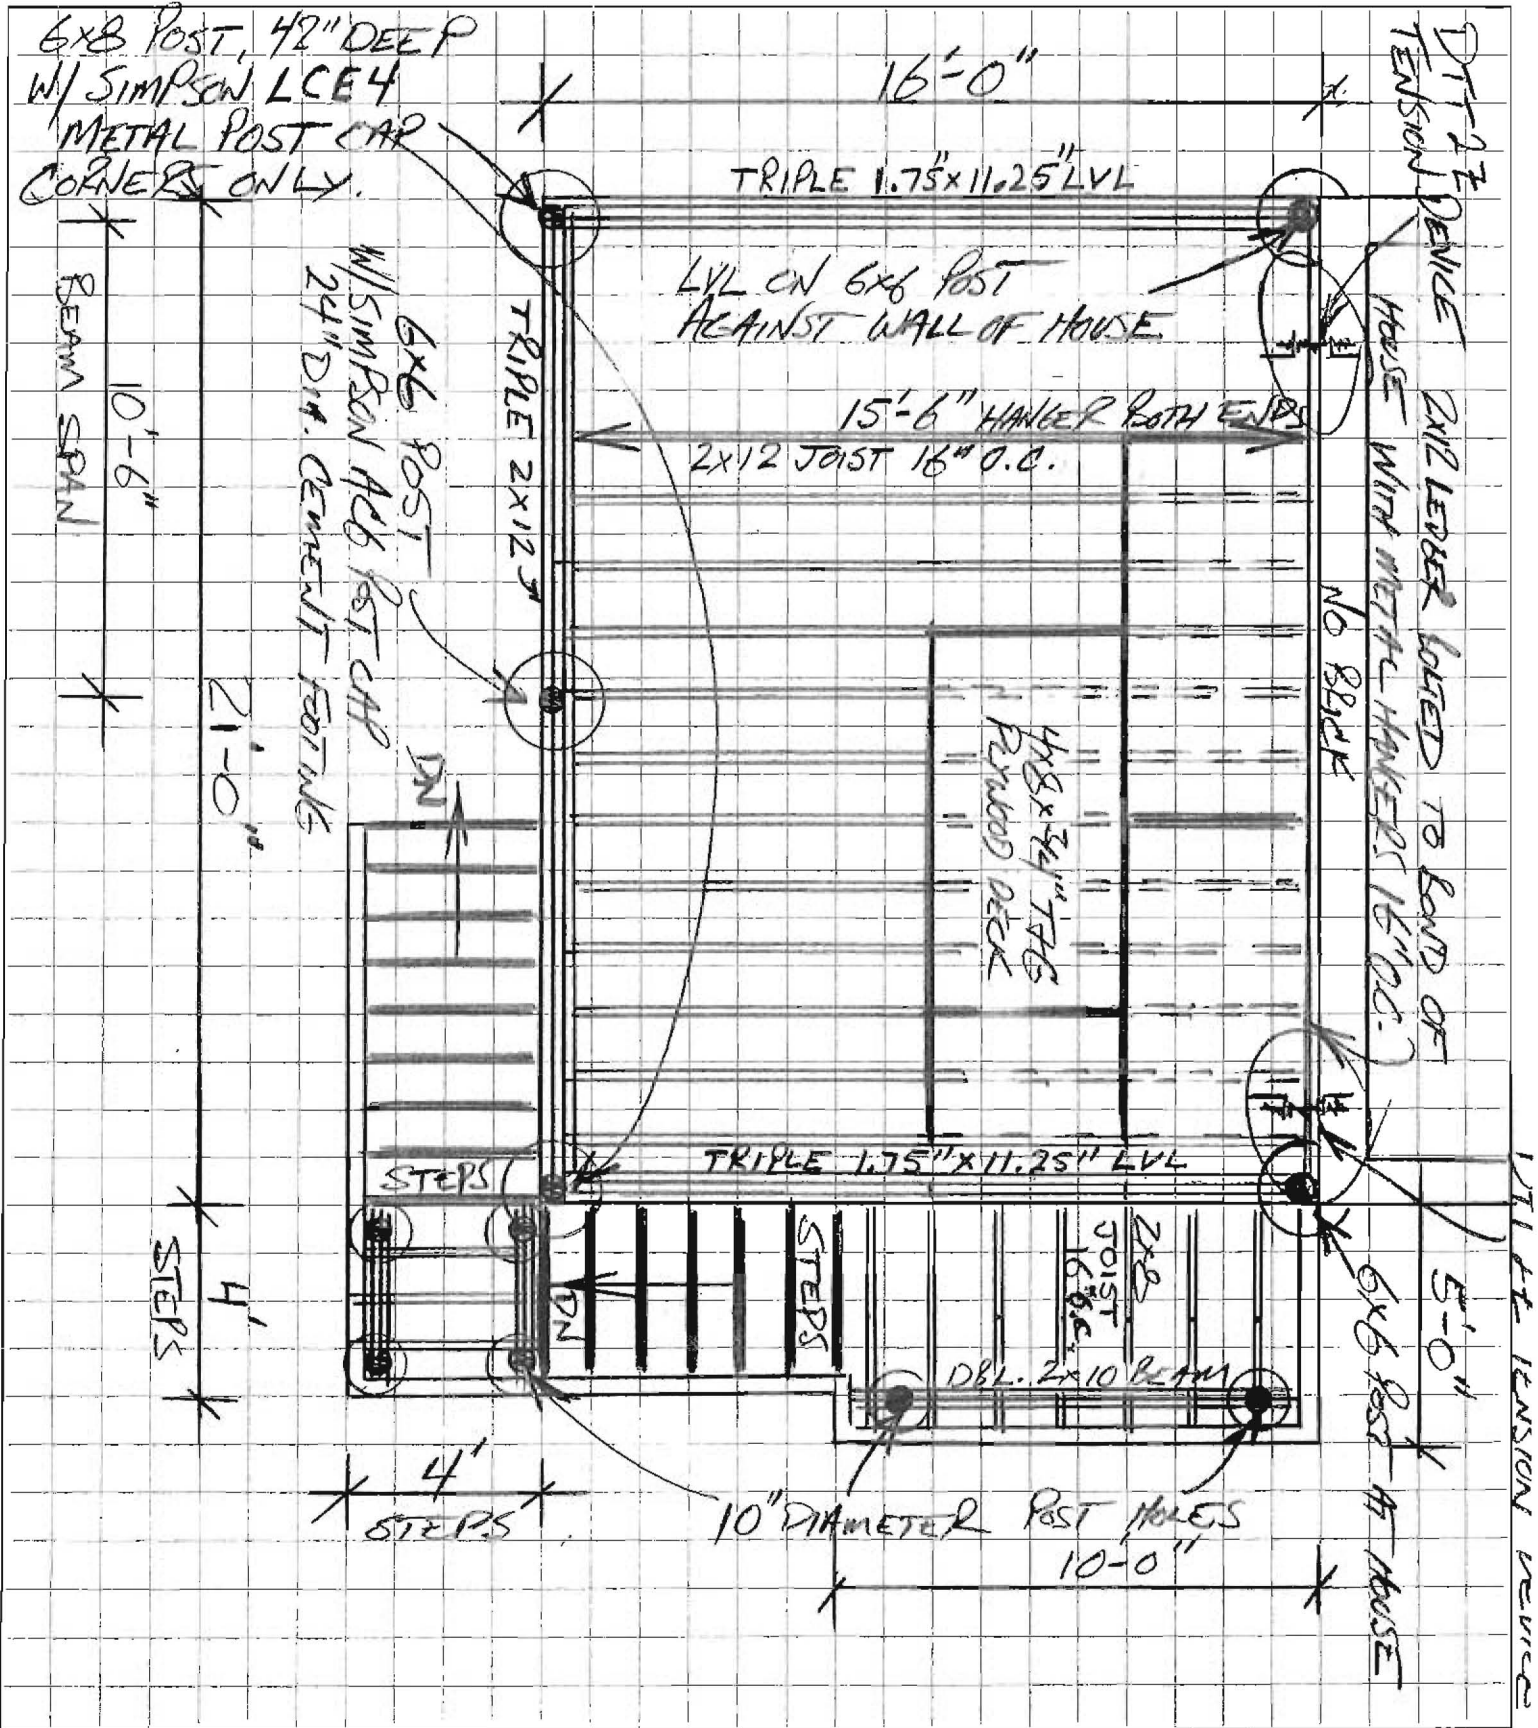 6x8 POST, 42" DEEP
W/ SIMPSON LCE4
METAL POST CAP
CORNERS ONLY.
16'-0"
DTT-2Z
TENSION DEVICE
2X12 LEDGER BOLTED TO BOND OF
HOUSE WITH METAL HANGERS 16" O.C.)
TRIPLE 1.75"x11.25" LVL
LVL ON 6x6 POST
AGAINST WALL OF HOUSE.
15'-6" HANGER BOTH ENDS
2x12 JOIST 16" O.C.
TRIPLE 2x12
6x6 POST
W/SIMPSON AC6 POST CAP
24" DIA. CEMENT FOOTING
10'-6"
BEAM SPAN
21'-0"
NO BRICK
4x8x3/4" T&G
PLYWOOD DECK
DN
TRIPLE 1.75"x11.25" LVL
STEPS
4'
STEPS
DN
STEPS
2x8
JOIST
16" O.C.
DBL. 2x10 BEAM
5'-0"
6x6 POST AT HOUSE
TENSION DEVICE
4'
STEPS
10" DIAMETER POST HOLES
10-0"